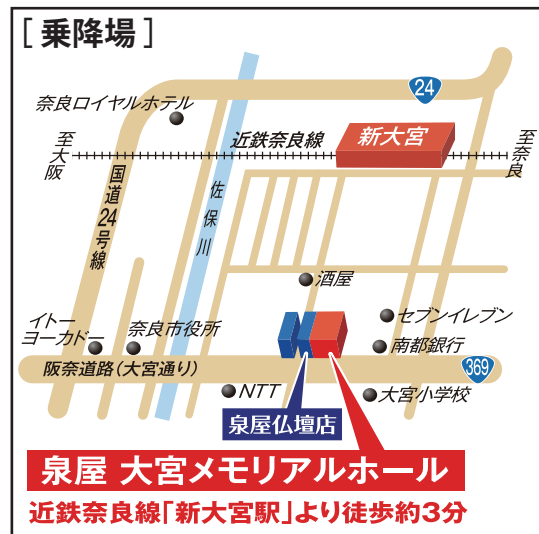 [乗降場]
24
奈良ロイヤルホテル
近鉄奈良線
新大宮
至大阪
至奈良
国道24号線
佐保川
酒屋
イトー
ヨーカドー
奈良市役所
セブンイレブン
南都銀行
阪奈道路(大宮通り)
369
NTT
大宮小学校
泉屋仏壇店
泉屋 大宮メモリアルホール
近鉄奈良線「新大宮駅」より徒歩約3分